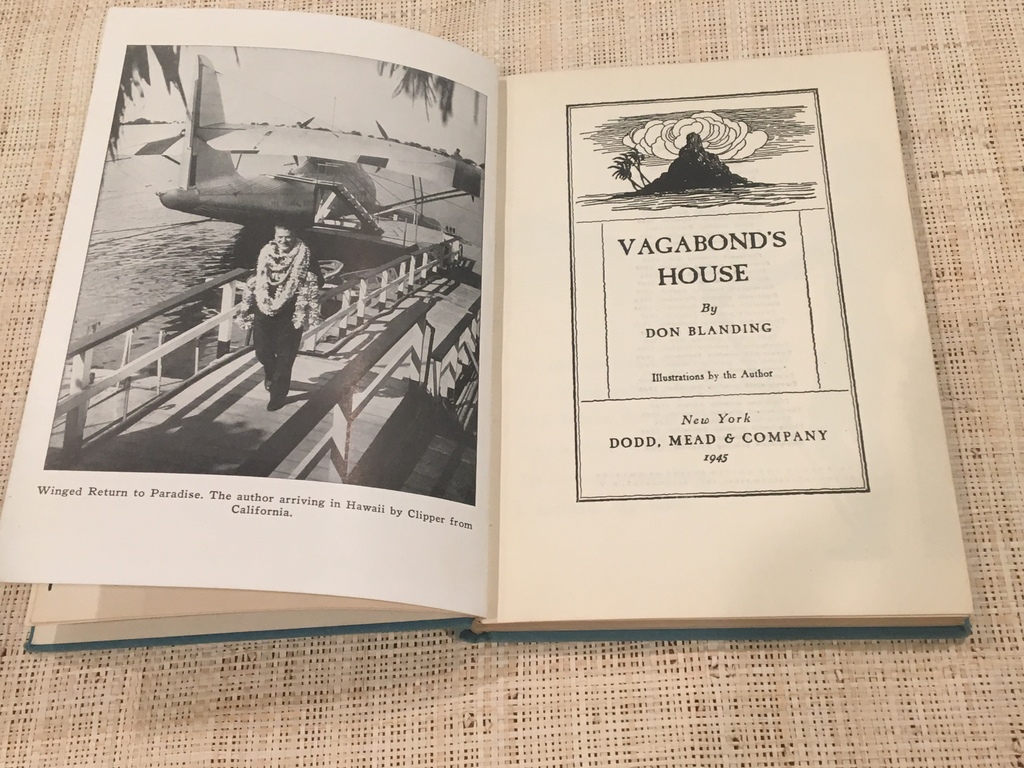 Winged Return to Paradise. The author arriving in Hawaii by Clipper from
California.
VAGABOND'S
HOUSE
By
DON BLANDING
Illustrations by the Author
New York
DODD, MEAD & COMPANY
1945